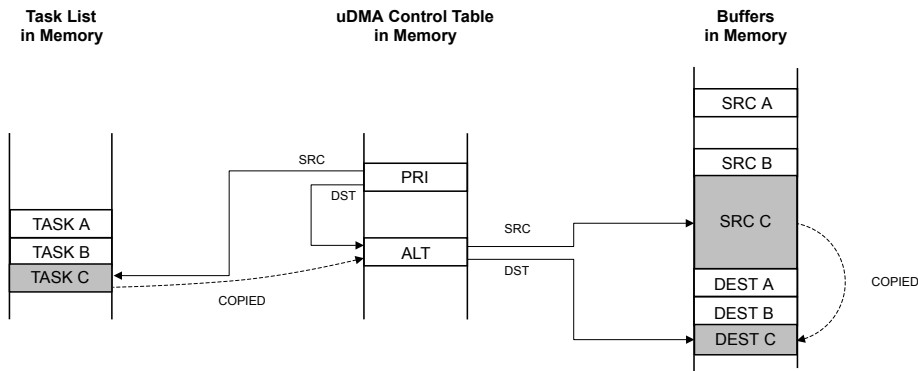 Task List
in Memory
uDMA Control Table
in Memory
Buffers
in Memory
SRC A
SRC B
SRC
PRI
DST
SRC C
TASK A
SRC
TASK B
ALT
TASK C
DST
COPIED
COPIED
DEST A
DEST B
DEST C